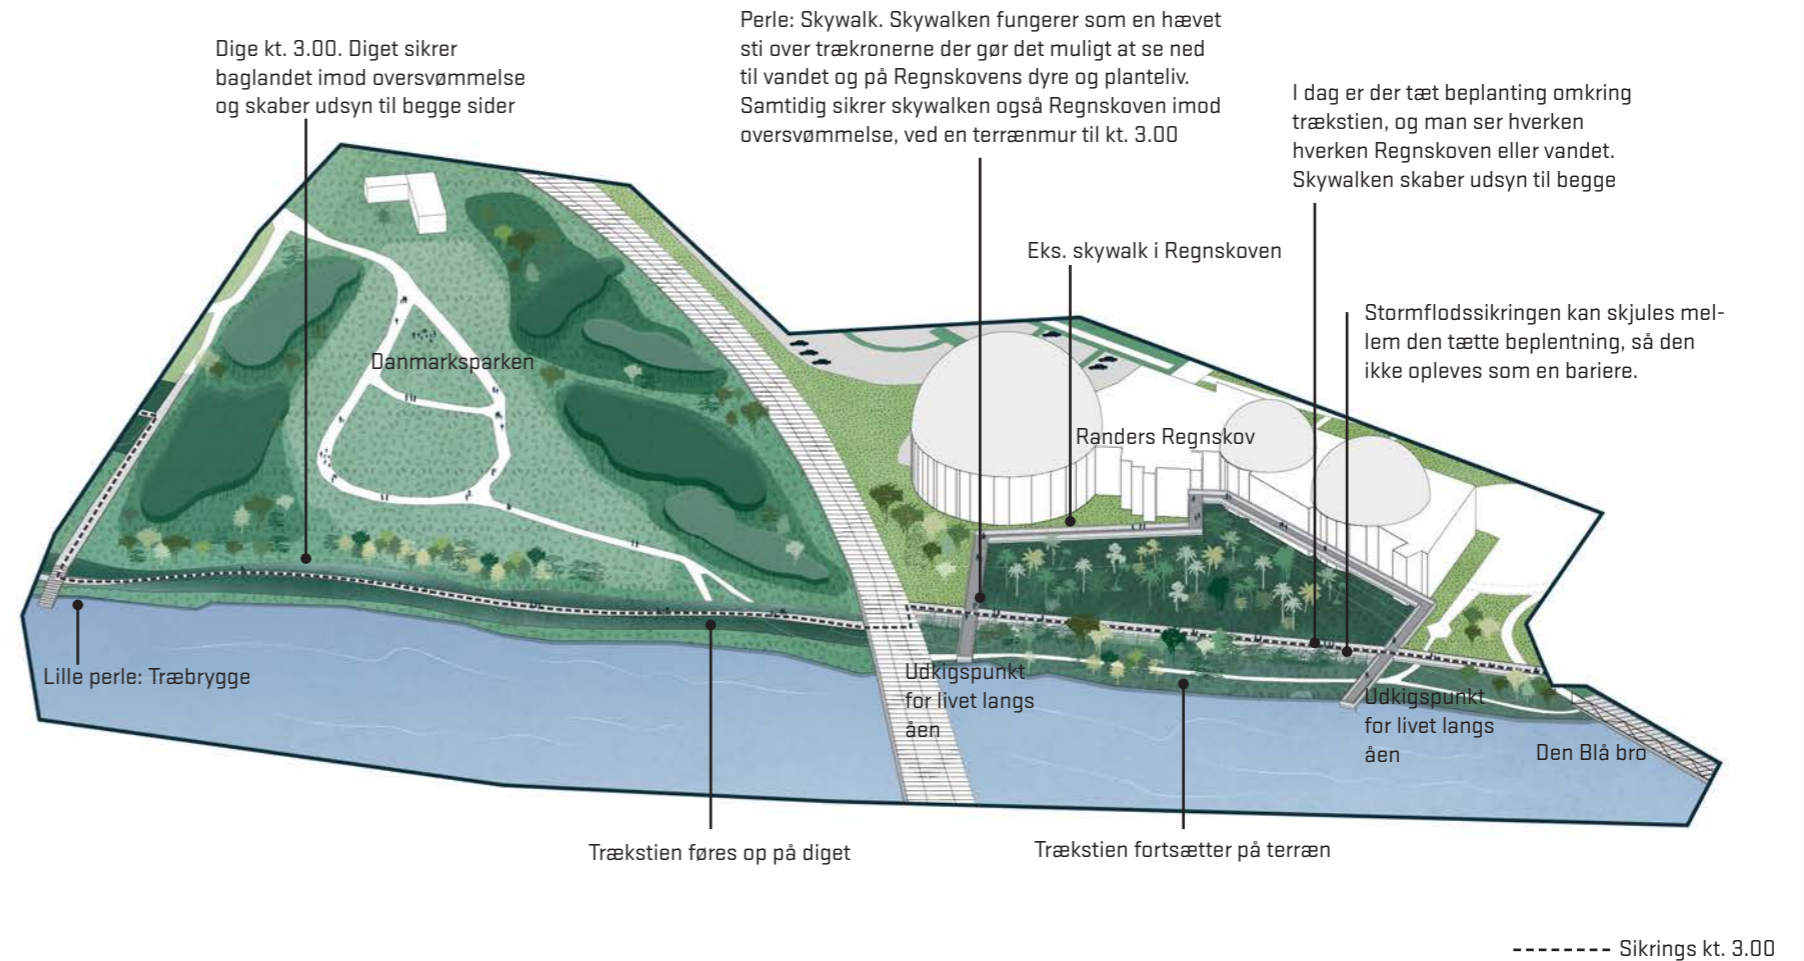 Perle: Skywalk. Skywalken fungerer som en hævet
sti over trækronerne der gør det muligt at se ned
til vandet og på Regnskovens dyre og planteliv.
Samtidig sikrer skywalken også Regnskoven imod
oversvømmelse, ved en terrænmur til kt. 3.00
Dige kt. 3.00. Diget sikrer
baglandet imod oversvømmelse
og skaber udsyn til begge sider
I dag er der tæt beplanting omkring
trækstien, og man ser hverken
hverken Regnskoven eller vandet.
Skywalken skaber udsyn til begge
Eks. skywalk i Regnskoven
Stormflodssikringen kan skjules mel-
lem den tætte beplentning, så den
ikke opleves som en bariere.
Danmarksparken
Randers Regnskov
Lille perle: Træbrygge
Udkigspunkt
for livet langs
åen
Udkigspunkt
for livet langs
åen
Den Blå bro
Trækstien føres op på diget
Trækstien fortsætter på terræn
Sikrings kt. 3.00